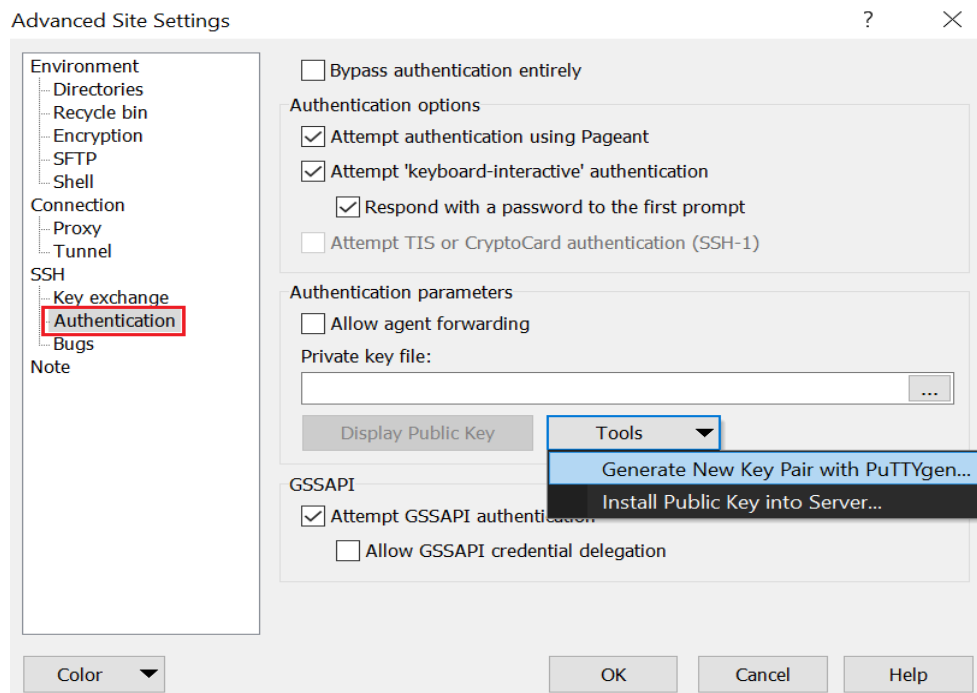 Advanced Site Settings
?
Environment
Directories
Recycle bin
Encryption
SFTP
Shell
Connection
Proxy
Tunnel
SSH
Key exchange
Authentication
Bugs
Note
Bypass authentication entirely
Authentication options
Attempt authentication using Pageant
Attempt 'keyboard-interactive' authentication
Respond with a password to the first prompt
Attempt TIS or CryptoCard authentication (SSH-1)
Authentication parameters
Allow agent forwarding
Private key file:
...
Display Public Key
Tools
Generate New Key Pair with PuTTYgen...
Install Public Key into Server...
GSSAPI
Attempt GSSAPI authentication
Allow GSSAPI credential delegation
Color
OK
Cancel
Help